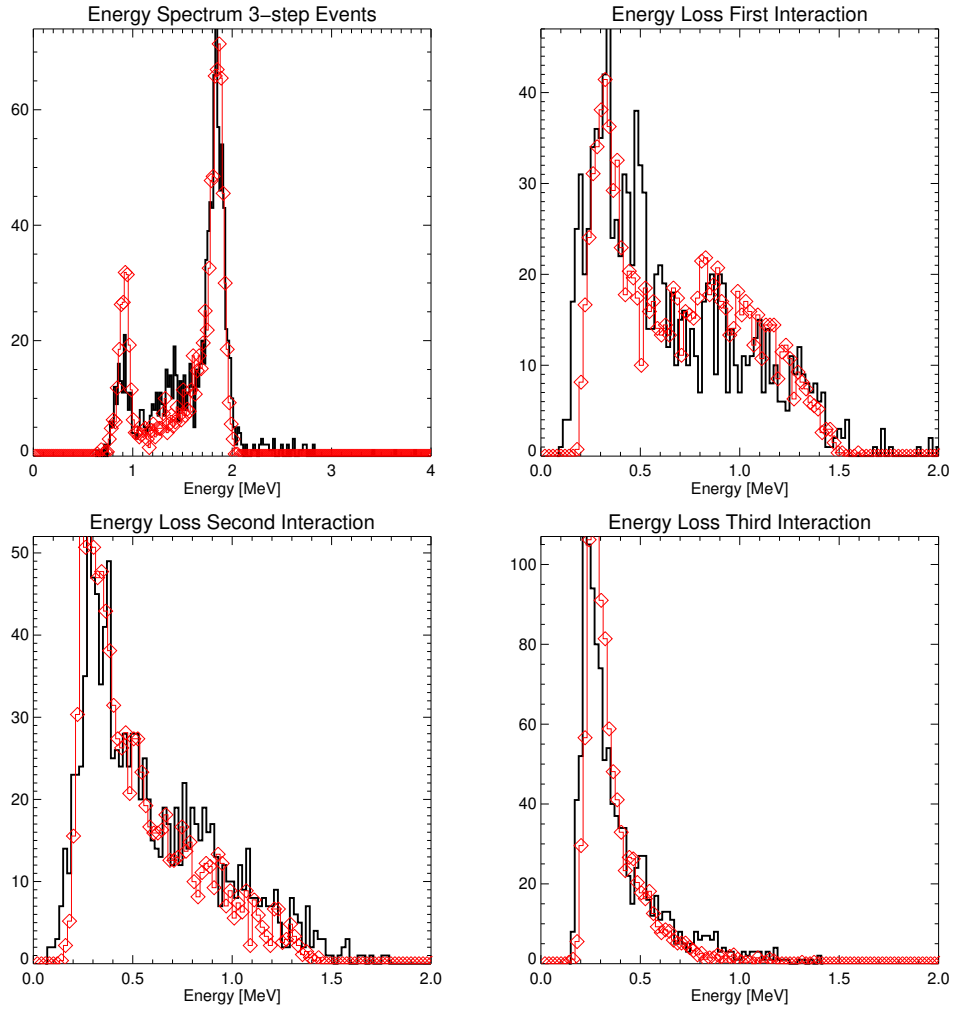 Energy Spectrum 3−step Events
60
40
20
0
0 1 2 3 4
Energy [MeV]
Energy Loss First Interaction
40
30
20
10
0
0.0 0.5 1.0 1.5 2.0
Energy [MeV]
Energy Loss Second Interaction
50
40
30
20
10
0
0.0 0.5 1.0 1.5 2.0
Energy [MeV]
Energy Loss Third Interaction
100
80
60
40
20
0
0.0 0.5 1.0 1.5 2.0
Energy [MeV]